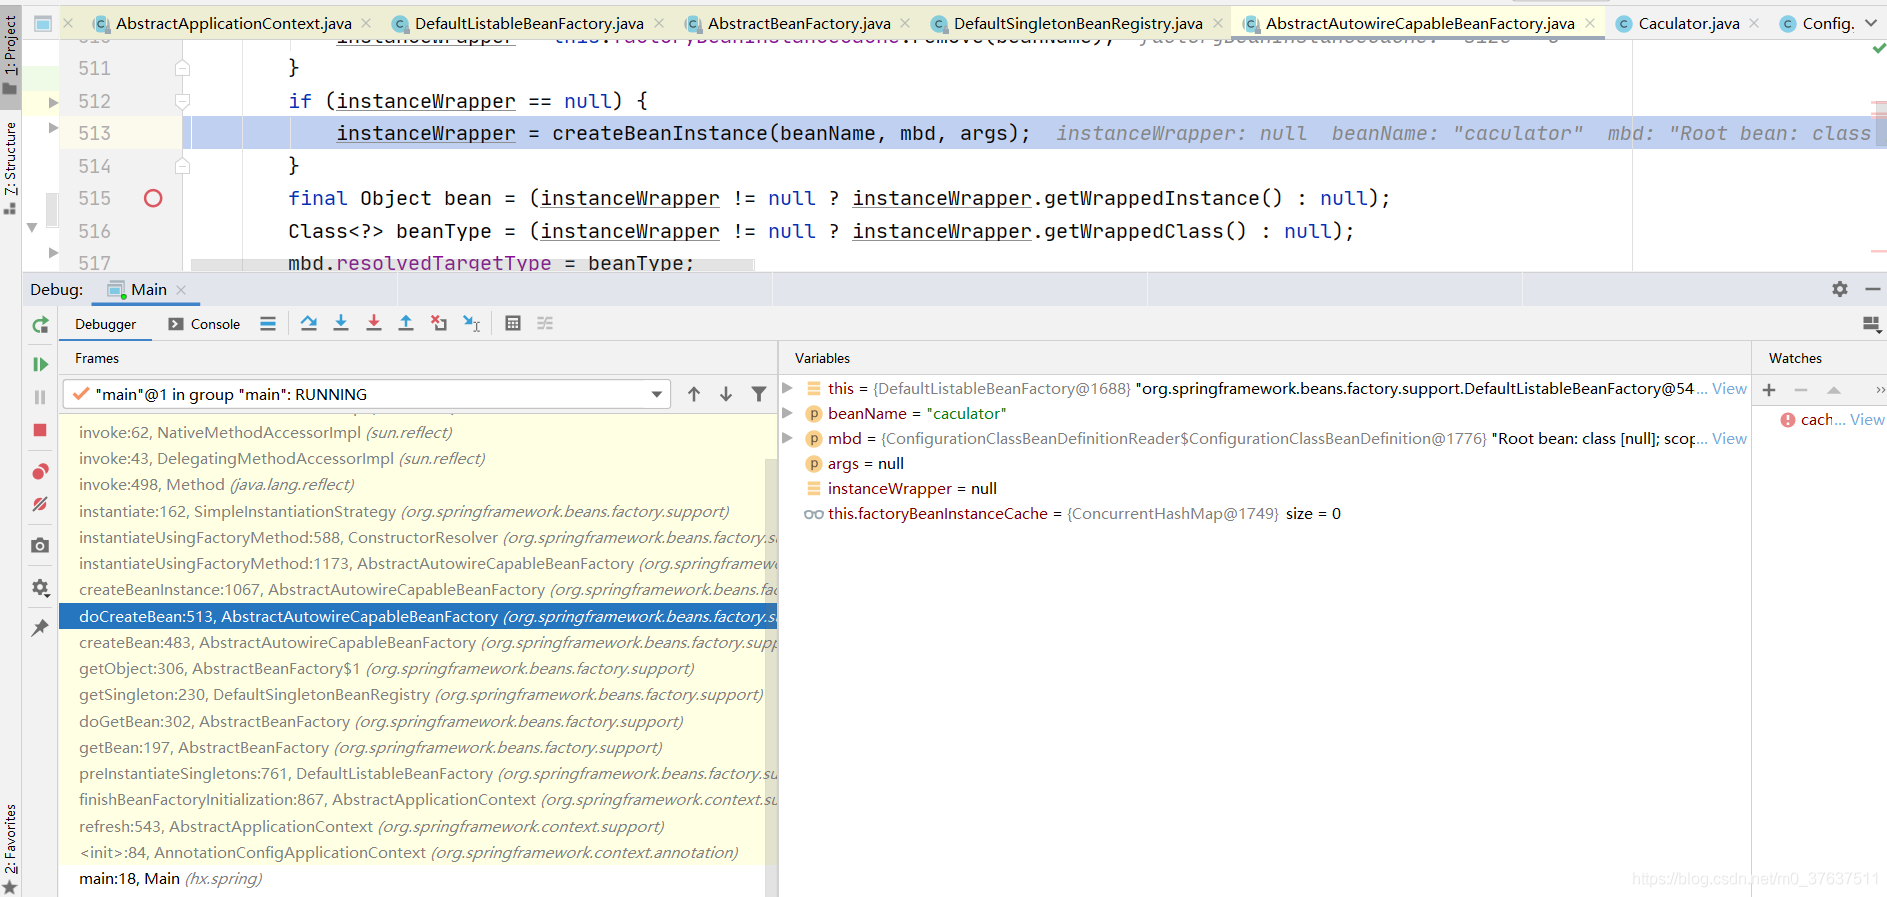 AbstractApplicationContext.java DefaultListableBeanFactory.java AbstractBeanFactory.java DefaultSingletonBeanRegistry.java AbstractAutowireCapableBeanFactory.java Caculator.java Config.
1: Project
7: Structure
2: Favorites
511 }
512 if (instanceWrapper == null) {
513 instanceWrapper = createBeanInstance(beanName, mbd, args); instanceWrapper: null beanName: "caculator" mbd: "Root bean: class
514 }
515 final Object bean = (instanceWrapper != null ? instanceWrapper.getWrappedInstance() : null);
516 Class<?> beanType = (instanceWrapper != null ? instanceWrapper.getWrappedClass() : null);
517 mbd.resolvedTargetType = beanType;
Debug: Main
Debugger Console
Frames
"main"@1 in group "main": RUNNING
invoke:62, NativeMethodAccessorImpl (sun.reflect)
invoke:43, DelegatingMethodAccessorImpl (sun.reflect)
invoke:498, Method (java.lang.reflect)
instantiate:162, SimpleInstantiationStrategy (org.springframework.beans.factory.support)
instantiateUsingFactoryMethod:588, ConstructorResolver (org.springframework.beans.factory.su
instantiateUsingFactoryMethod:1173, AbstractAutowireCapableBeanFactory (org.springframew
createBeanInstance:1067, AbstractAutowireCapableBeanFactory (org.springframework.beans.fac
doCreateBean:513, AbstractAutowireCapableBeanFactory (org.springframework.beans.factory.su
createBean:483, AbstractAutowireCapableBeanFactory (org.springframework.beans.factory.supp
getObject:306, AbstractBeanFactory$1 (org.springframework.beans.factory.support)
getSingleton:230, DefaultSingletonBeanRegistry (org.springframework.beans.factory.support)
doGetBean:302, AbstractBeanFactory (org.springframework.beans.factory.support)
getBean:197, AbstractBeanFactory (org.springframework.beans.factory.support)
preInstantiateSingletons:761, DefaultListableBeanFactory (org.springframework.beans.factory.su
finishBeanFactoryInitialization:867, AbstractApplicationContext (org.springframework.context.su
refresh:543, AbstractApplicationContext (org.springframework.context.support)
<init>:84, AnnotationConfigApplicationContext (org.springframework.context.annotation)
main:18, Main (hx.spring)
Variables
this = {DefaultListableBeanFactory@1688} "org.springframework.beans.factory.support.DefaultListableBeanFactory@54... View
beanName = "caculator"
mbd = {ConfigurationClassBeanDefinitionReader$ConfigurationClassBeanDefinition@1776} "Root bean: class [null]; scop... View
args = null
instanceWrapper = null
this.factoryBeanInstanceCache = {ConcurrentHashMap@1749} size = 0
Watches
cach... View
https://blog.csdn.net/m0_37637511